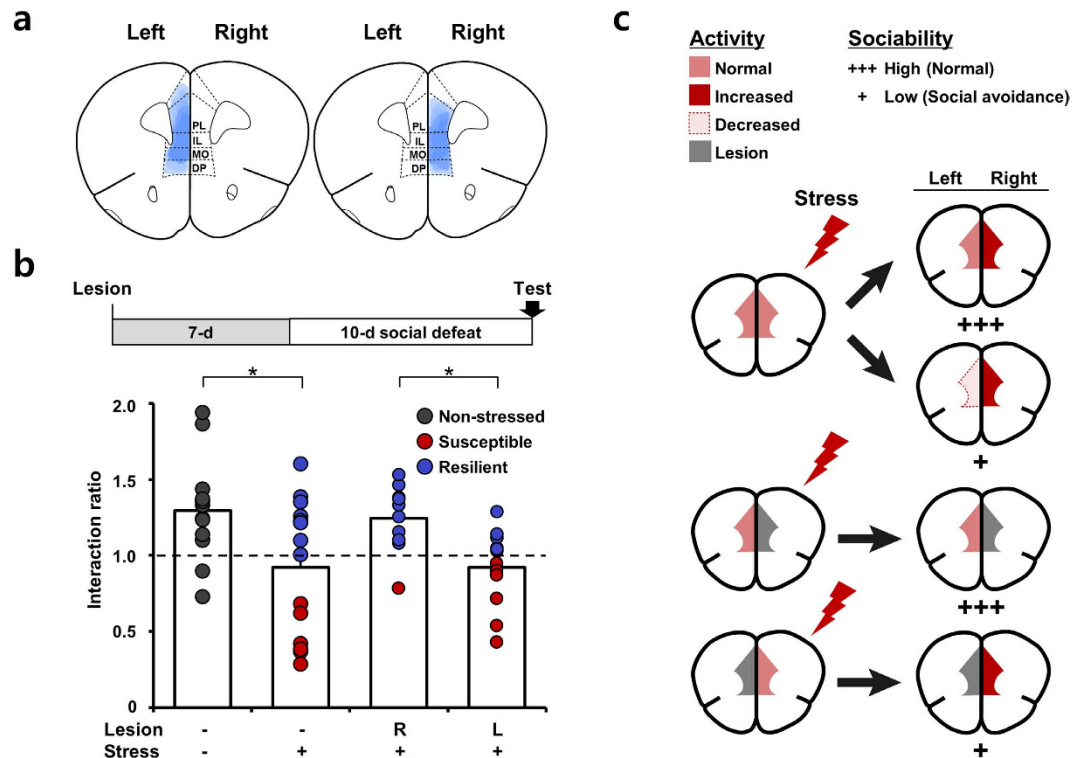 a
Left Right Left Right
PL PL
IL IL
MO MO
DP DP
b
Lesion Test
7-d 10-d social defeat
* *
Non-stressed
Susceptible
Resilient
Interaction ratio
2.0
1.5
1.0
0.5
0
Lesion - - R L
Stress - + + +
c
Activity Sociability
Normal +++ High (Normal)
Increased + Low (Social avoidance)
Decreased
Lesion
Stress Left Right
+++
+
+++
+